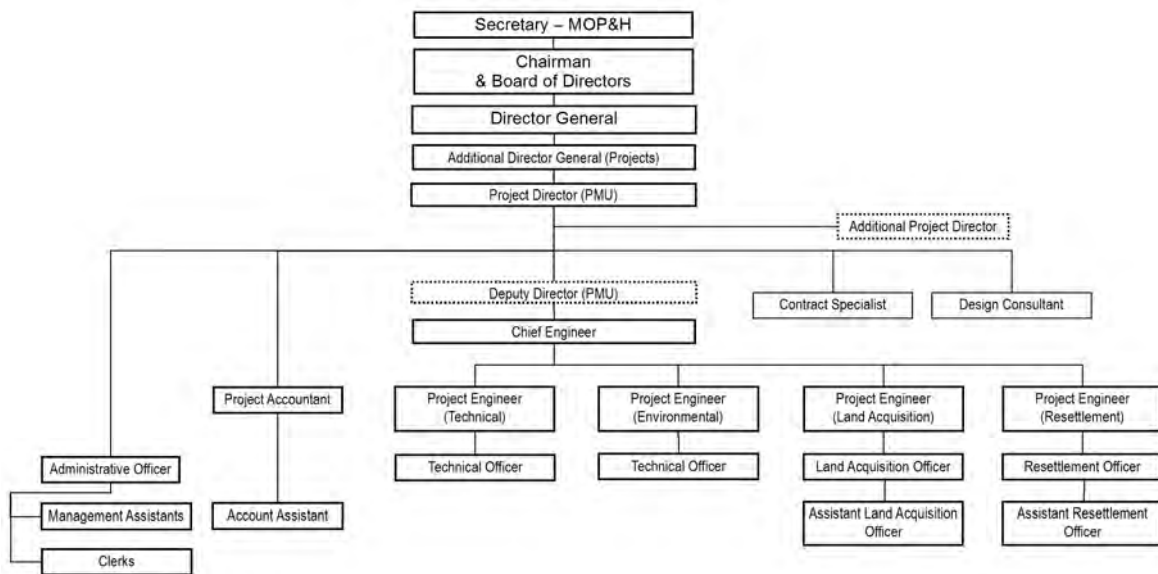 Secretary – MOP&H
Chairman
& Board of Directors
Director General
Additional Director General (Projects)
Project Director (PMU)
Additional Project Director
Deputy Director (PMU)
Contract Specialist
Design Consultant
Chief Engineer
Project Accountant
Project Engineer
(Technical)
Project Engineer
(Environmental)
Project Engineer
(Land Acquisition)
Project Engineer
(Resettlement)
Administrative Officer
Technical Officer
Technical Officer
Land Acquisition Officer
Resettlement Officer
Management Assistants
Account Assistant
Assistant Land Acquisition
Officer
Assistant Resettlement
Officer
Clerks